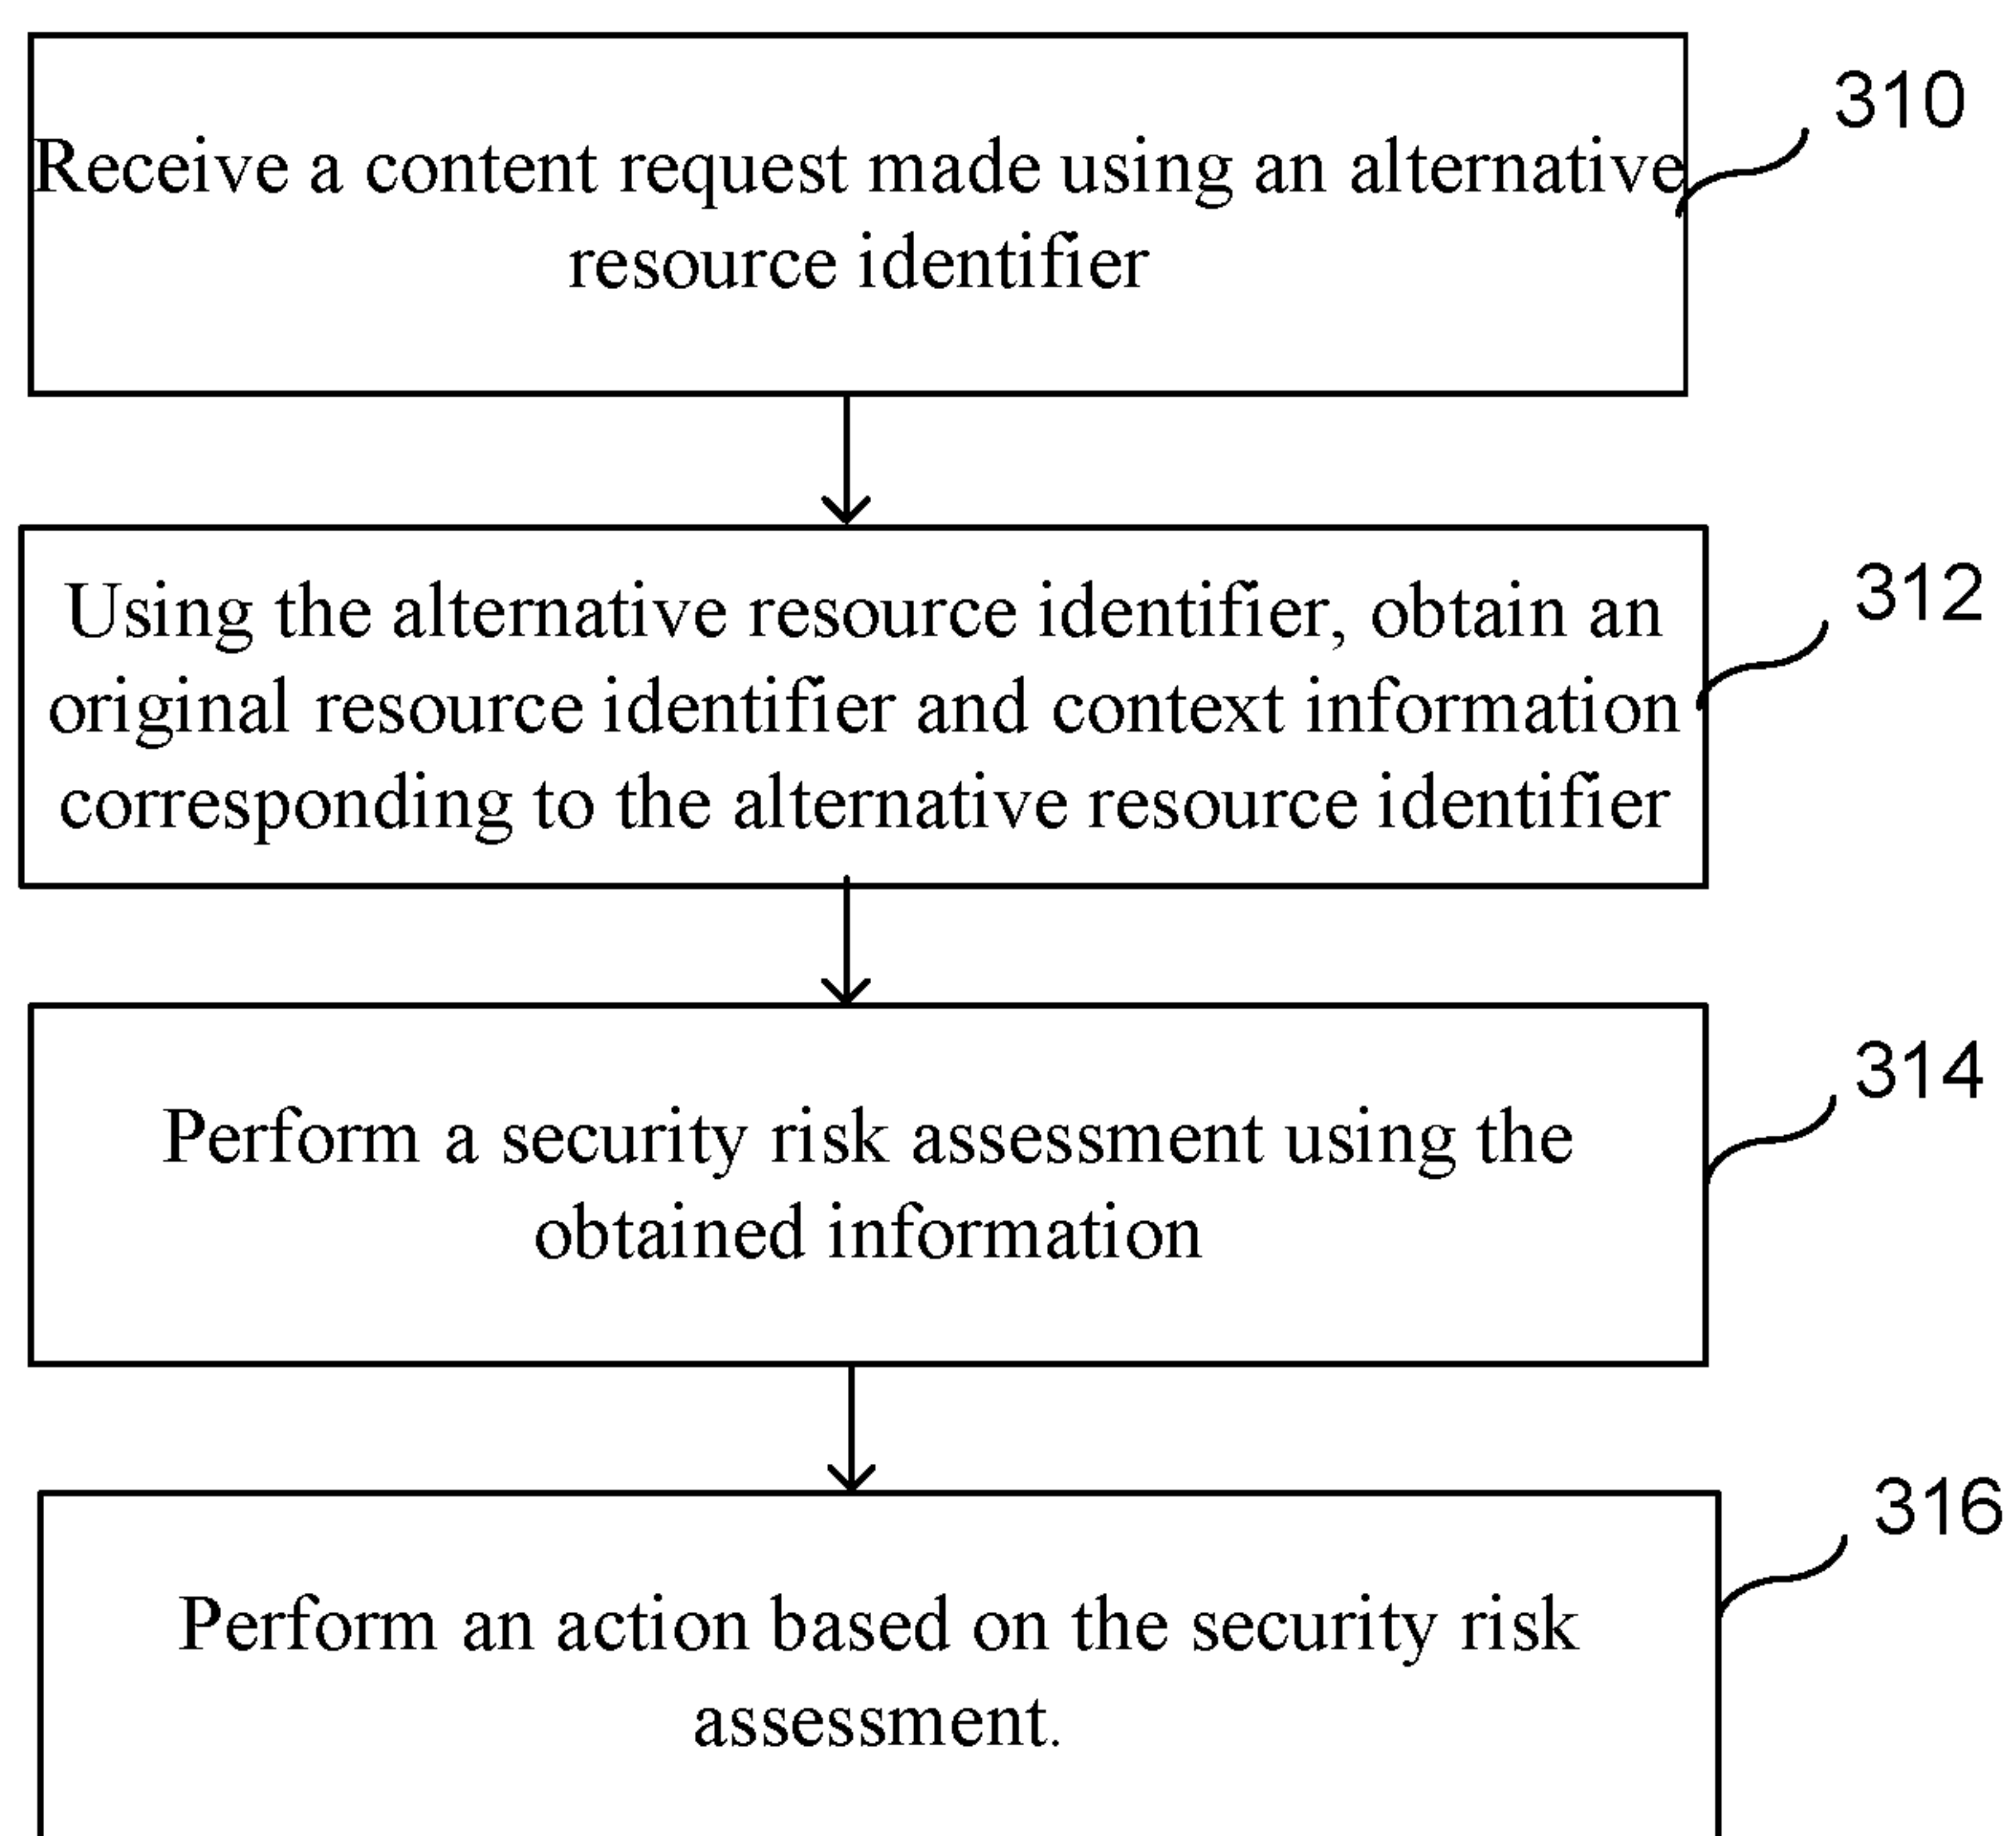 310
Receive a content request made using an alternative
resource identifier
312
Using the alternative resource identifier, obtain an
original resource identifier and context information
corresponding to the alternative resource identifier
314
Perform a security risk assessment using the
obtained information
316
Perform an action based on the security risk
assessment.